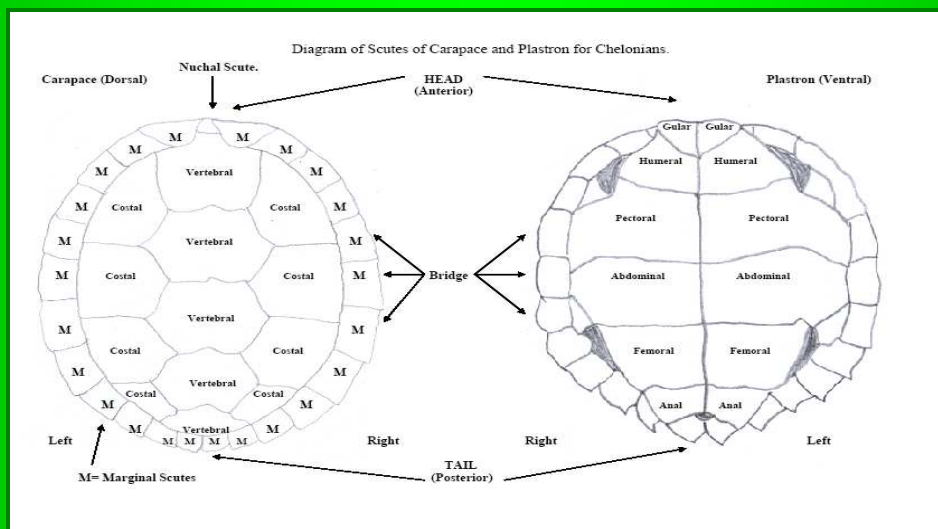 Diagram of Scutes of Carapace and Plastron for Chelonians.
Carapace (Dorsal)
Nuchal Scute.
HEAD
(Anterior)
Plastron (Ventral)
M M
M M
M M
M M
M M
M M
M M
M M
M M
M M
M M M M
Vertebral
Costal Costal
Vertebral
Costal Costal
Vertebral
Costal Costal
Vertebral
Costal Costal
Vertebral
Bridge
Gular Gular
Humeral Humeral
Pectoral Pectoral
Abdominal Abdominal
Femoral Femoral
Anal Anal
Left Right
Right Left
TAIL
(Posterior)
M= Marginal Scutes